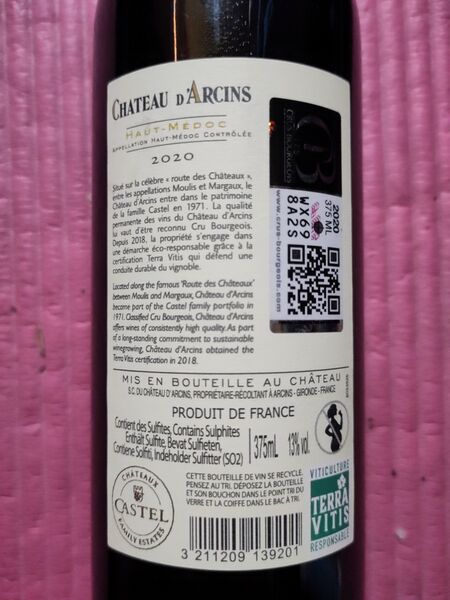 CHATEAU D'ARCINS
HAUT-MÉDOC
APPELLATION HAUT-MÉDOC CONTRÔLÉE
2020
Situé sur la célèbre « route des Châteaux »,
entre les appellations Moulis et Margaux, le
Château d'Arcins entre dans le patrimoine
de la famille Castel en 1971. La qualité
permanente des vins du Château d'Arcins
lui vaut d'être reconnu Cru Bourgeois.
Depuis 2018, la propriété s'engage dans
une démarche éco-responsable grâce à la
certification Terra Vitis qui défend une
conduite durable du vignoble.
Located along the famous 'Route des Châteaux'
between Moulis and Margaux, Château d'Arcins
became part of the Castel family portfolio in
1971. Classified Cru Bourgeois, Château d'Arcins
offers wines of consistently high quality. As part
of a long-standing commitment to sustainable
winegrowing, Château d'Arcins obtained the
Terra Vitis certification in 2018.
CRUS BOURGEOIS
2020
375 Ml
WX69
8A2S
www.crus-bourgeois.com
MIS EN BOUTEILLE AU CHÂTEAU
S.C. DU CHÂTEAU D'ARCINS, PROPRIÉTAIRE-RÉCOLTANT À ARCINS - GIRONDE - FRANCE
PRODUIT DE FRANCE
Contient des Sulfites, Contains Sulphites
Enthält Sulfite, Bevat Sulfieten,
Contiene Solfiti, Indeholder Sulfitter (SO2)
375mL
13% vol.
CHÂTEAUX
CASTEL
FAMILY ESTATES
CETTE BOUTEILLE DE VIN SE RECYCLE.
PENSEZ AU TRI. DÉPOSEZ LA BOUTEILLE
ET SON BOUCHON DANS LE POINT TRI DU
VERRE ET LA COIFFE DANS LE BAC À TRI.
VITICULTURE
TERRA
VITIS
RESPONSABLE
3 211209 139201